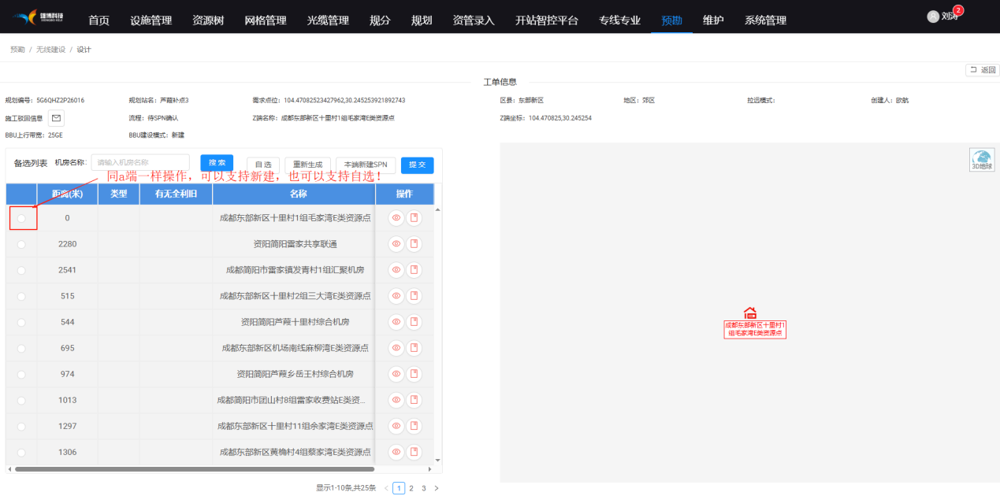 雄博科技
首页 设施管理 资源树 网格管理 光缆管理 规分 规划 资管录入 开站智控平台 专线专业 预勘 维护 系统管理 刘涛 2
预勘 / 无线建设 / 设计
返回
工单信息
规划编号: 5G6QHZ2P26016 规划站名: 芦葭补点3 需求点位: 104.47082523427962,30.245253921892743 区县: 东部新区 地区: 郊区 拉远模式: 创建人: 欧航
施工驳回信息 流程: 待SPN确认 Z端名称: 成都东部新区十里村1组毛家湾E类资源点 Z端坐标: 104.470825,30.245254
BBU上行带宽: 25GE BBU建设模式: 新建
备选列表 机房名称: 请输入机房名称 搜索 自选 重新生成 本端新建SPN 提交
同a端一样操作，可以支持新建，也可以支持自选！
距离(米) 类型 有无全利旧 名称 操作
0 成都东部新区十里村1组毛家湾E类资源点
2280 资阳简阳雷家共享联通
2541 成都简阳市雷家镇发青村1组汇聚机房
515 成都东部新区十里村2组三大湾E类资源点
544 资阳简阳芦葭十里村综合机房
695 成都东部新区机场南线麻柳湾E类资源点
974 资阳简阳芦葭乡岳王村综合机房
1013 成都简阳市团山村8组雷家收费站E类资...
1297 成都东部新区十里村11组余家湾E类资源点
1306 成都东部新区黄桷村4组蔡家湾E类资源点
显示1-10条,共25条 < 1 2 3 >
3D地球
成都东部新区十里村1
组毛家湾E类资源点